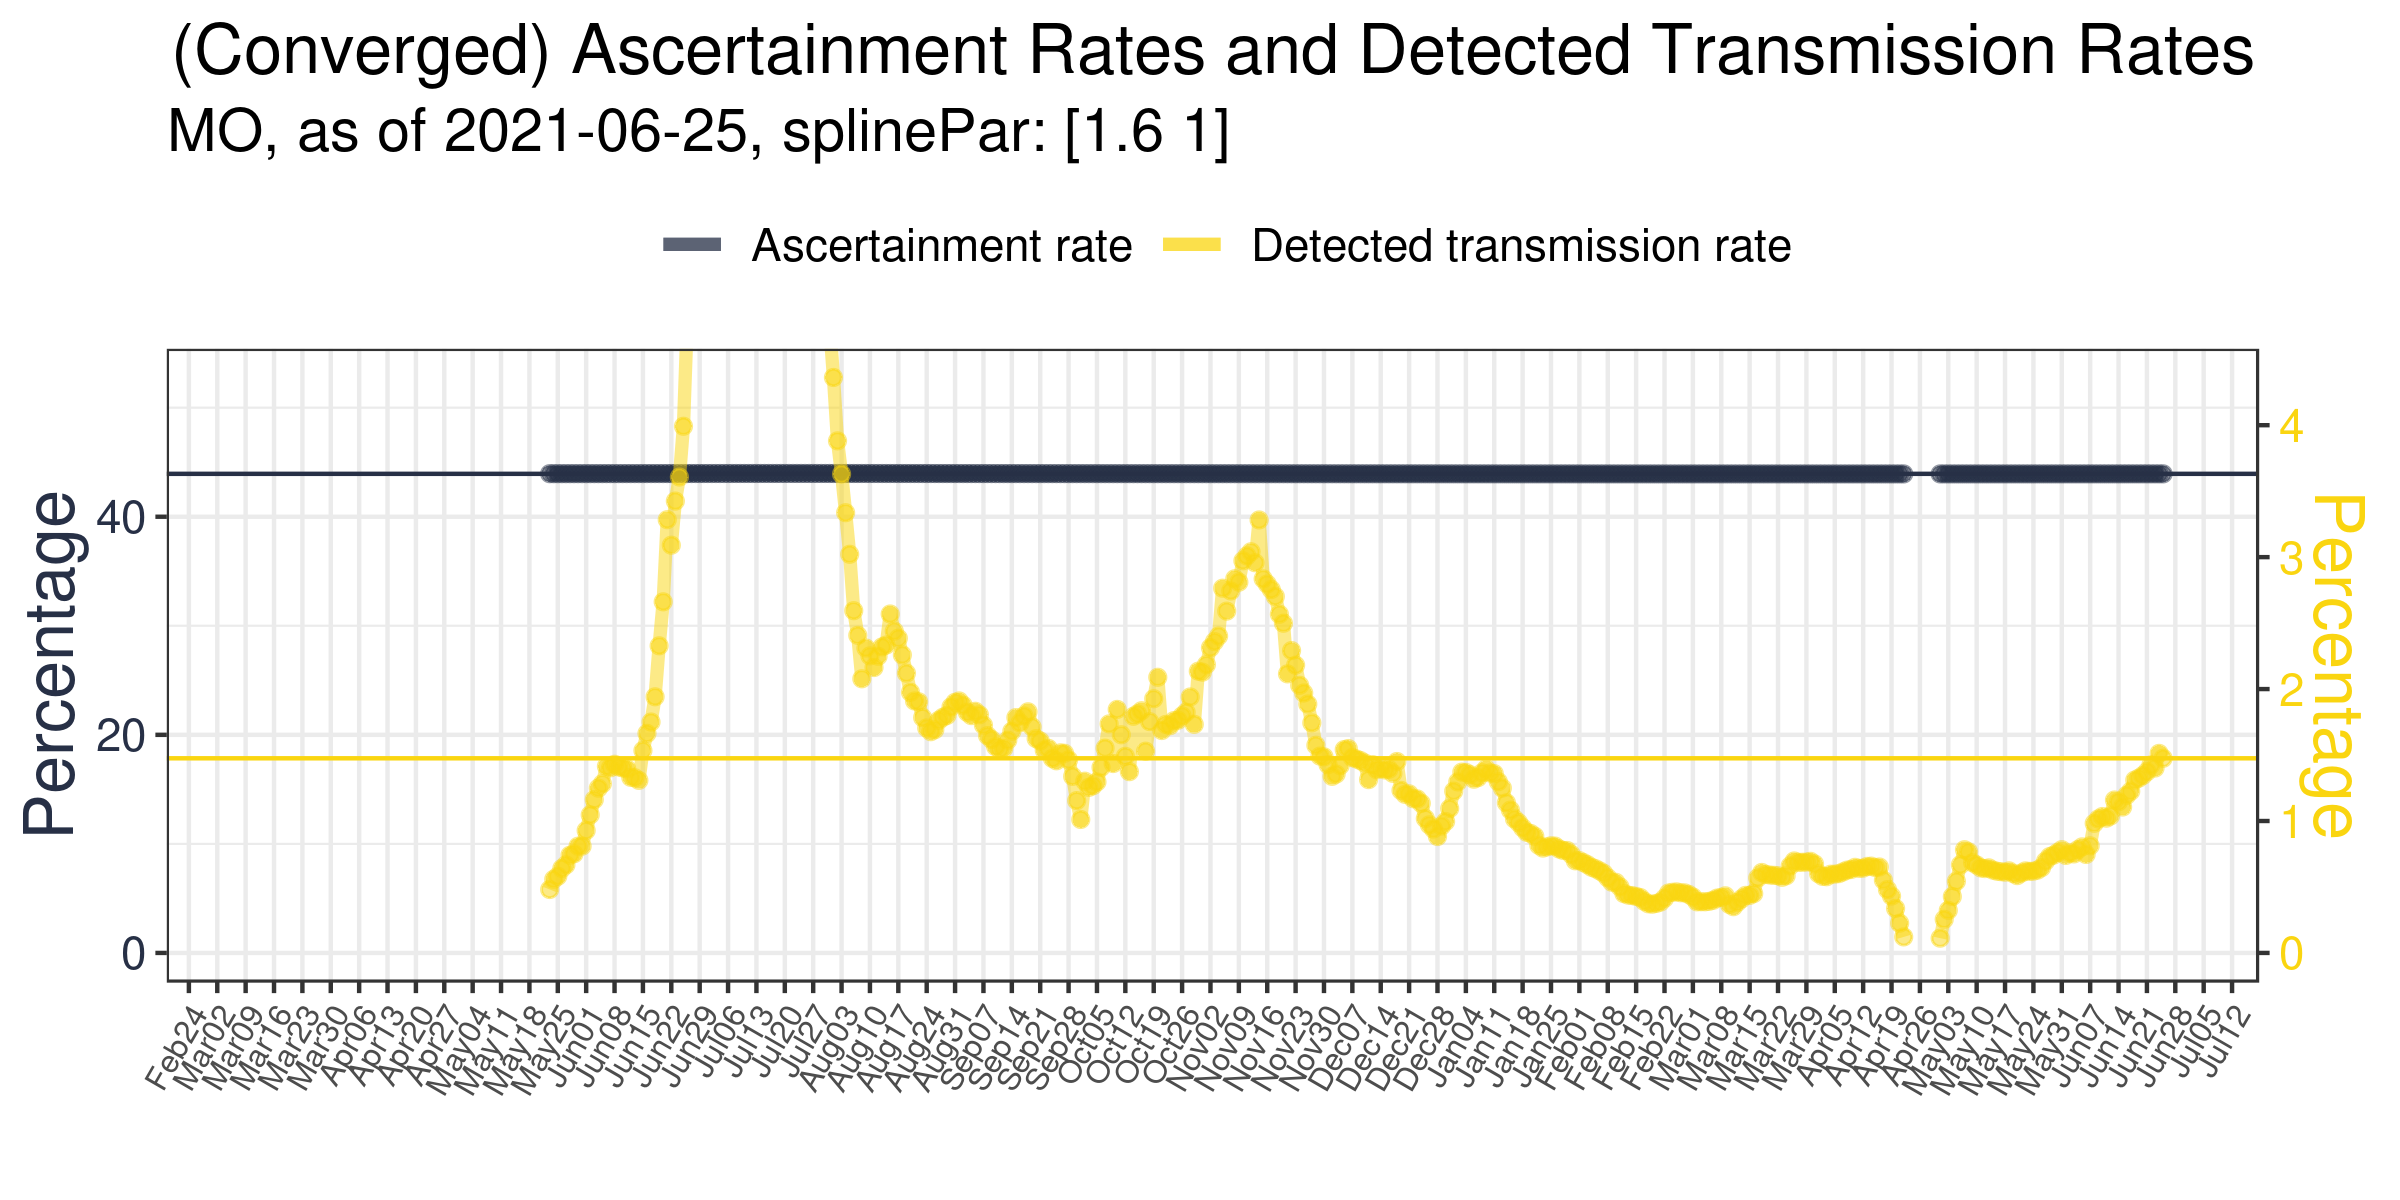 (Converged) Ascertainment Rates and Detected Transmission Rates
MO, as of 2021-06-25, splinePar: [1.6 1]
Ascertainment rate
Detected transmission rate
Percentage
40
20
0
4
3
2
1
0
Percentage
Feb24
Mar02
Mar09
Mar16
Mar23
Mar30
Apr06
Apr13
Apr20
Apr27
May04
May11
May18
May25
Jun01
Jun08
Jun15
Jun22
Jun29
Jul06
Jul13
Jul20
Jul27
Aug03
Aug10
Aug17
Aug24
Aug31
Sep07
Sep14
Sep21
Sep28
Oct05
Oct12
Oct19
Oct26
Nov02
Nov09
Nov16
Nov23
Nov30
Dec07
Dec14
Dec21
Dec28
Jan04
Jan11
Jan18
Jan25
Feb01
Feb08
Feb15
Feb22
Mar01
Mar08
Mar15
Mar22
Mar29
Apr05
Apr12
Apr19
Apr26
May03
May10
May17
May24
May31
Jun07
Jun14
Jun21
Jun28
Jul05
Jul12